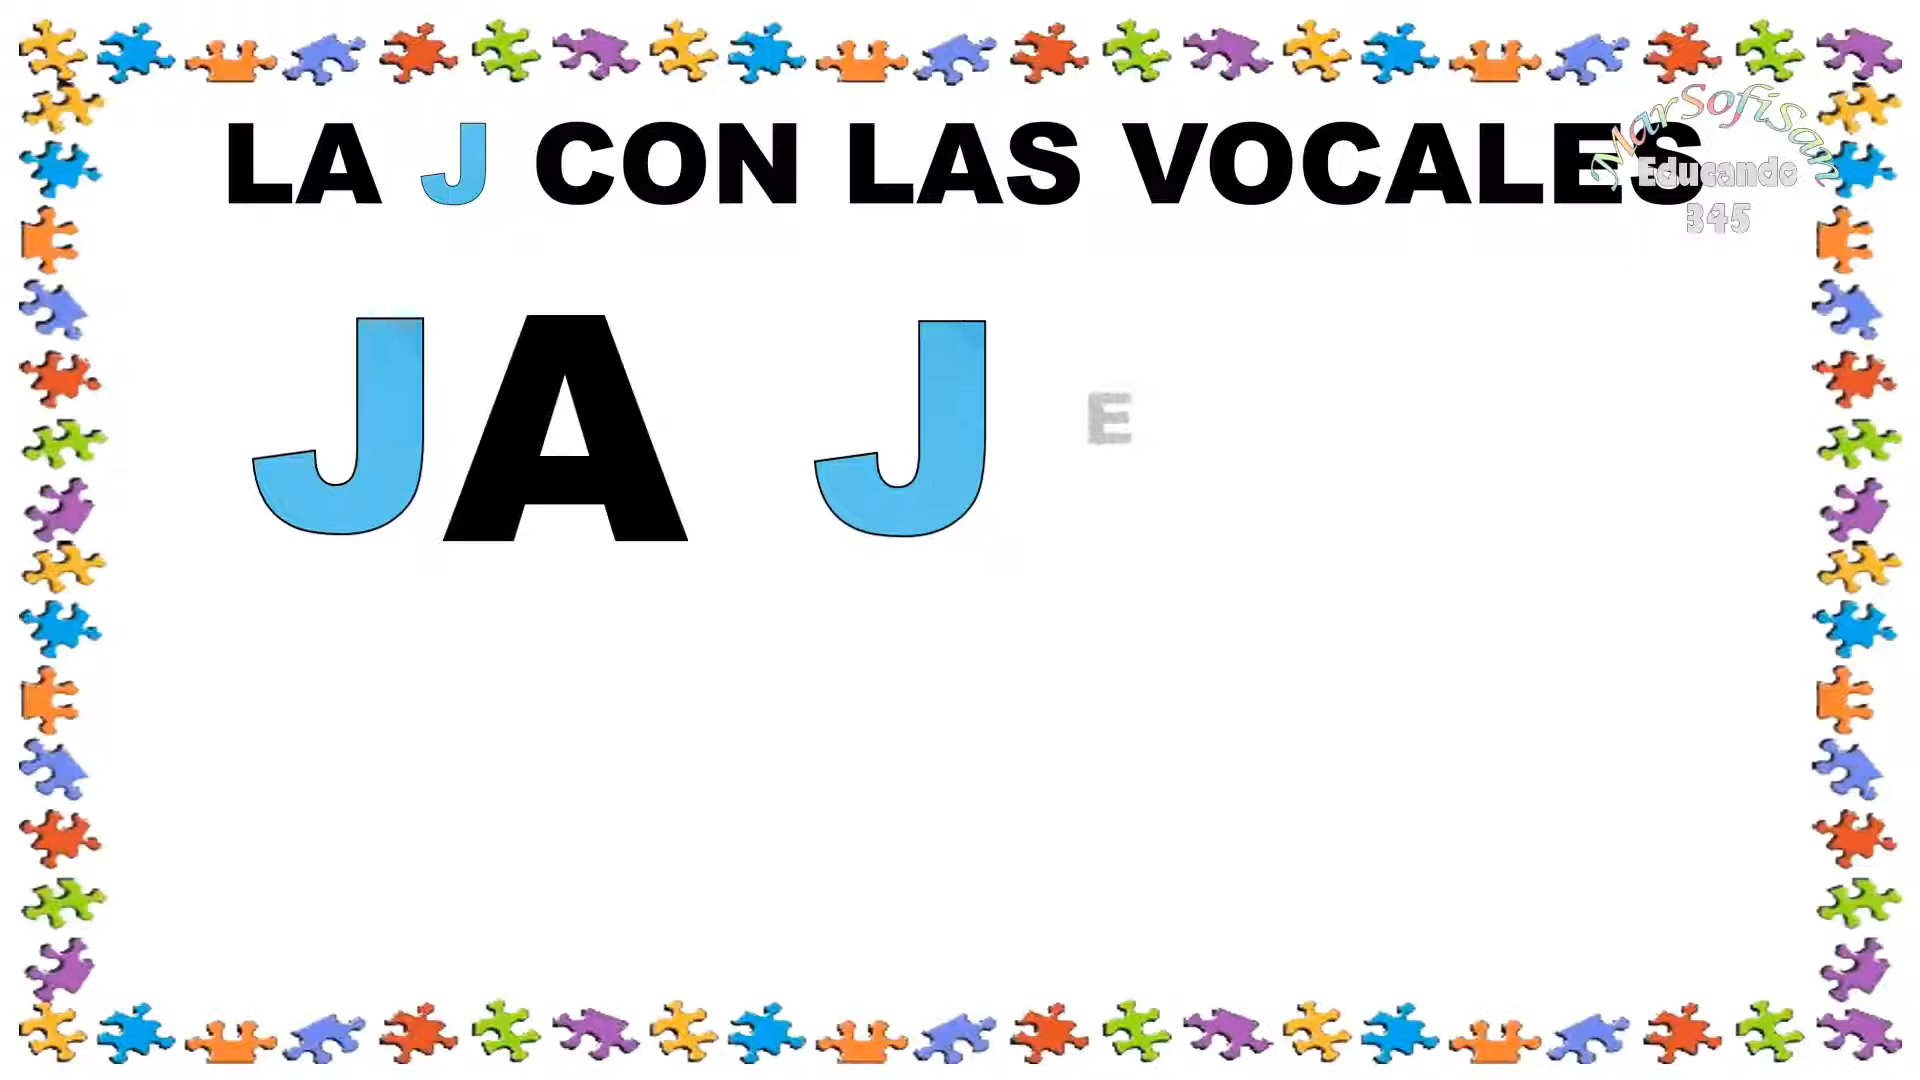 LA J CON LAS VOCALES
MarSofiSan
Educando
345
JA J E